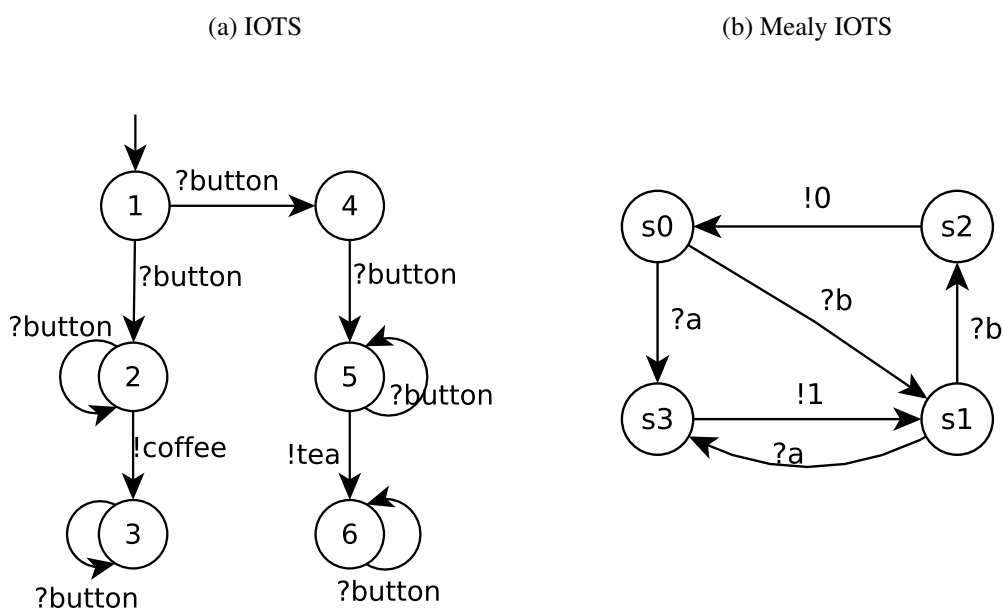 (a) IOTS
(b) Mealy IOTS
1
?button
4
?button
?button
?button
2
5
?button
!coffee
!tea
3
6
?button
?button
s0
!0
s2
?a
?b
?b
s3
!1
s1
?a